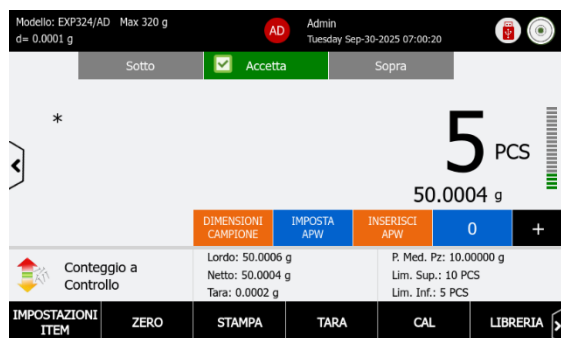 Modello: EXP324/AD Max 320 g
d= 0.0001 g
AD
Admin
Tuesday Sep-30-2025 07:00:20
Sotto
Accetta
Sopra
*
5 PCS
50.0004 g
DIMENSIONI
CAMPIONE
IMPOSTA
APW
INSERISCI
APW
0
+
Conteggio a
Controllo
Lordo: 50.0006 g
Netto: 50.0004 g
Tara: 0.0002 g
P. Med. Pz: 10.00000 g
Lim. Sup.: 10 PCS
Lim. Inf.: 5 PCS
IMPOSTAZIONI
ITEM
ZERO
STAMPA
TARA
CAL
LIBRERIA